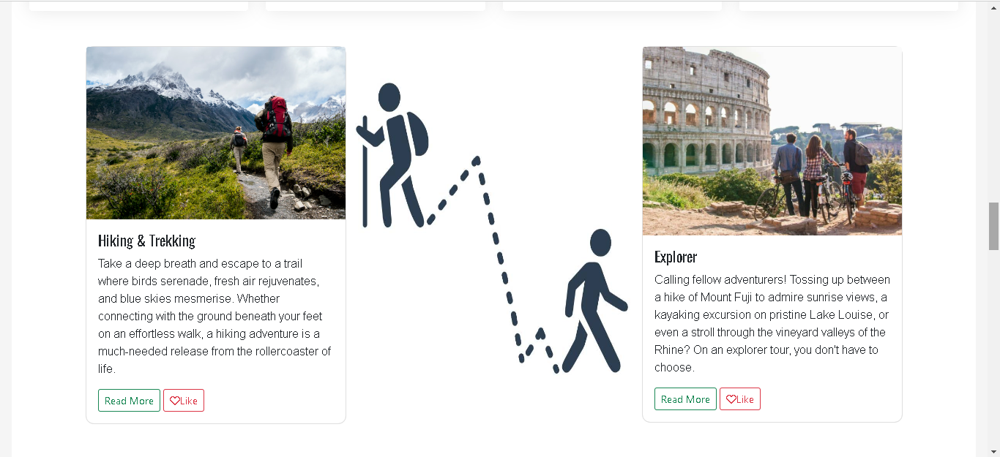 Hiking & Trekking
Take a deep breath and escape to a trail
where birds serenade, fresh air rejuvenates,
and blue skies mesmerise. Whether
connecting with the ground beneath your feet
on an effortless walk, a hiking adventure is a
much-needed release from the rollercoaster of
life.
Read More Like
Explorer
Calling fellow adventurers! Tossing up between
a hike of Mount Fuji to admire sunrise views, a
kayaking excursion on pristine Lake Louise, or
even a stroll through the vineyard valleys of the
Rhine? On an explorer tour, you don't have to
choose.
Read More Like